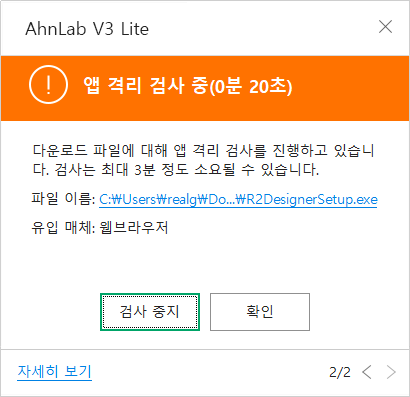 AhnLab V3 Lite
앱 격리 검사 중(0분 20초)
다운로드 파일에 대해 앱 격리 검사를 진행하고 있습니
다. 검사는 최대 3분 정도 소요될 수 있습니다.
파일 이름: C:￦Users￦realg￦Do...￦R2DesignerSetup.exe
유입 매체: 웹브라우저
검사 중지
확인
자세히 보기
2/2